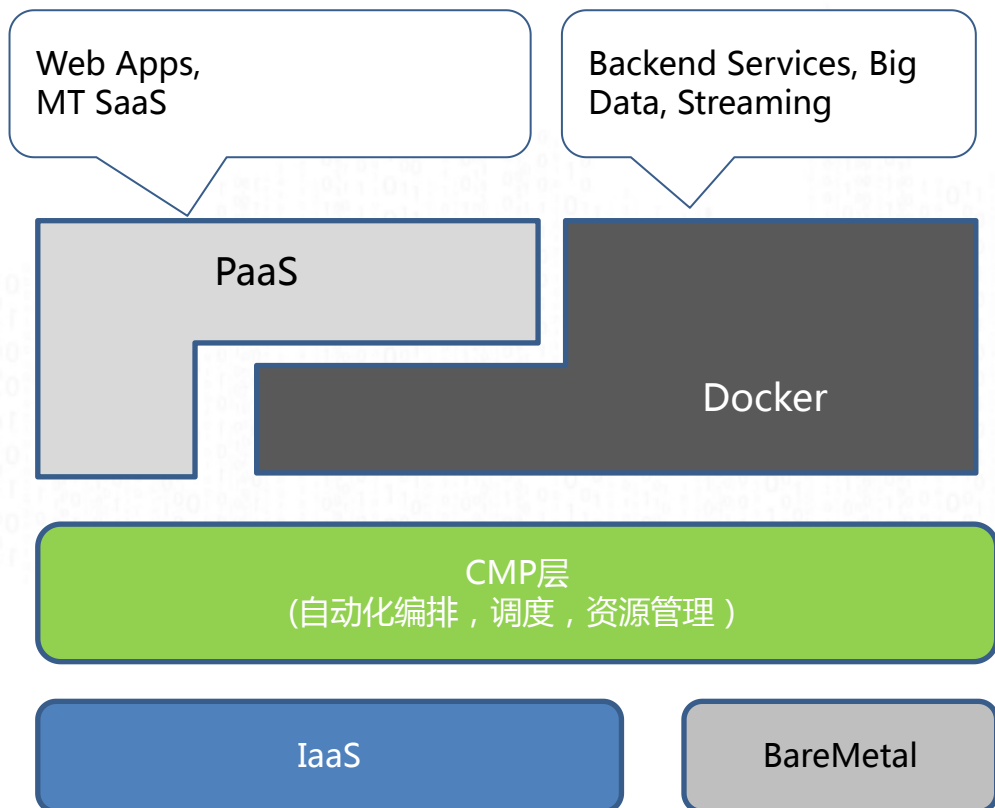 Web Apps,
MT SaaS
Backend Services, Big
Data, Streaming
PaaS
Docker
CMP层
(自动化编排，调度，资源管理）
IaaS
BareMetal